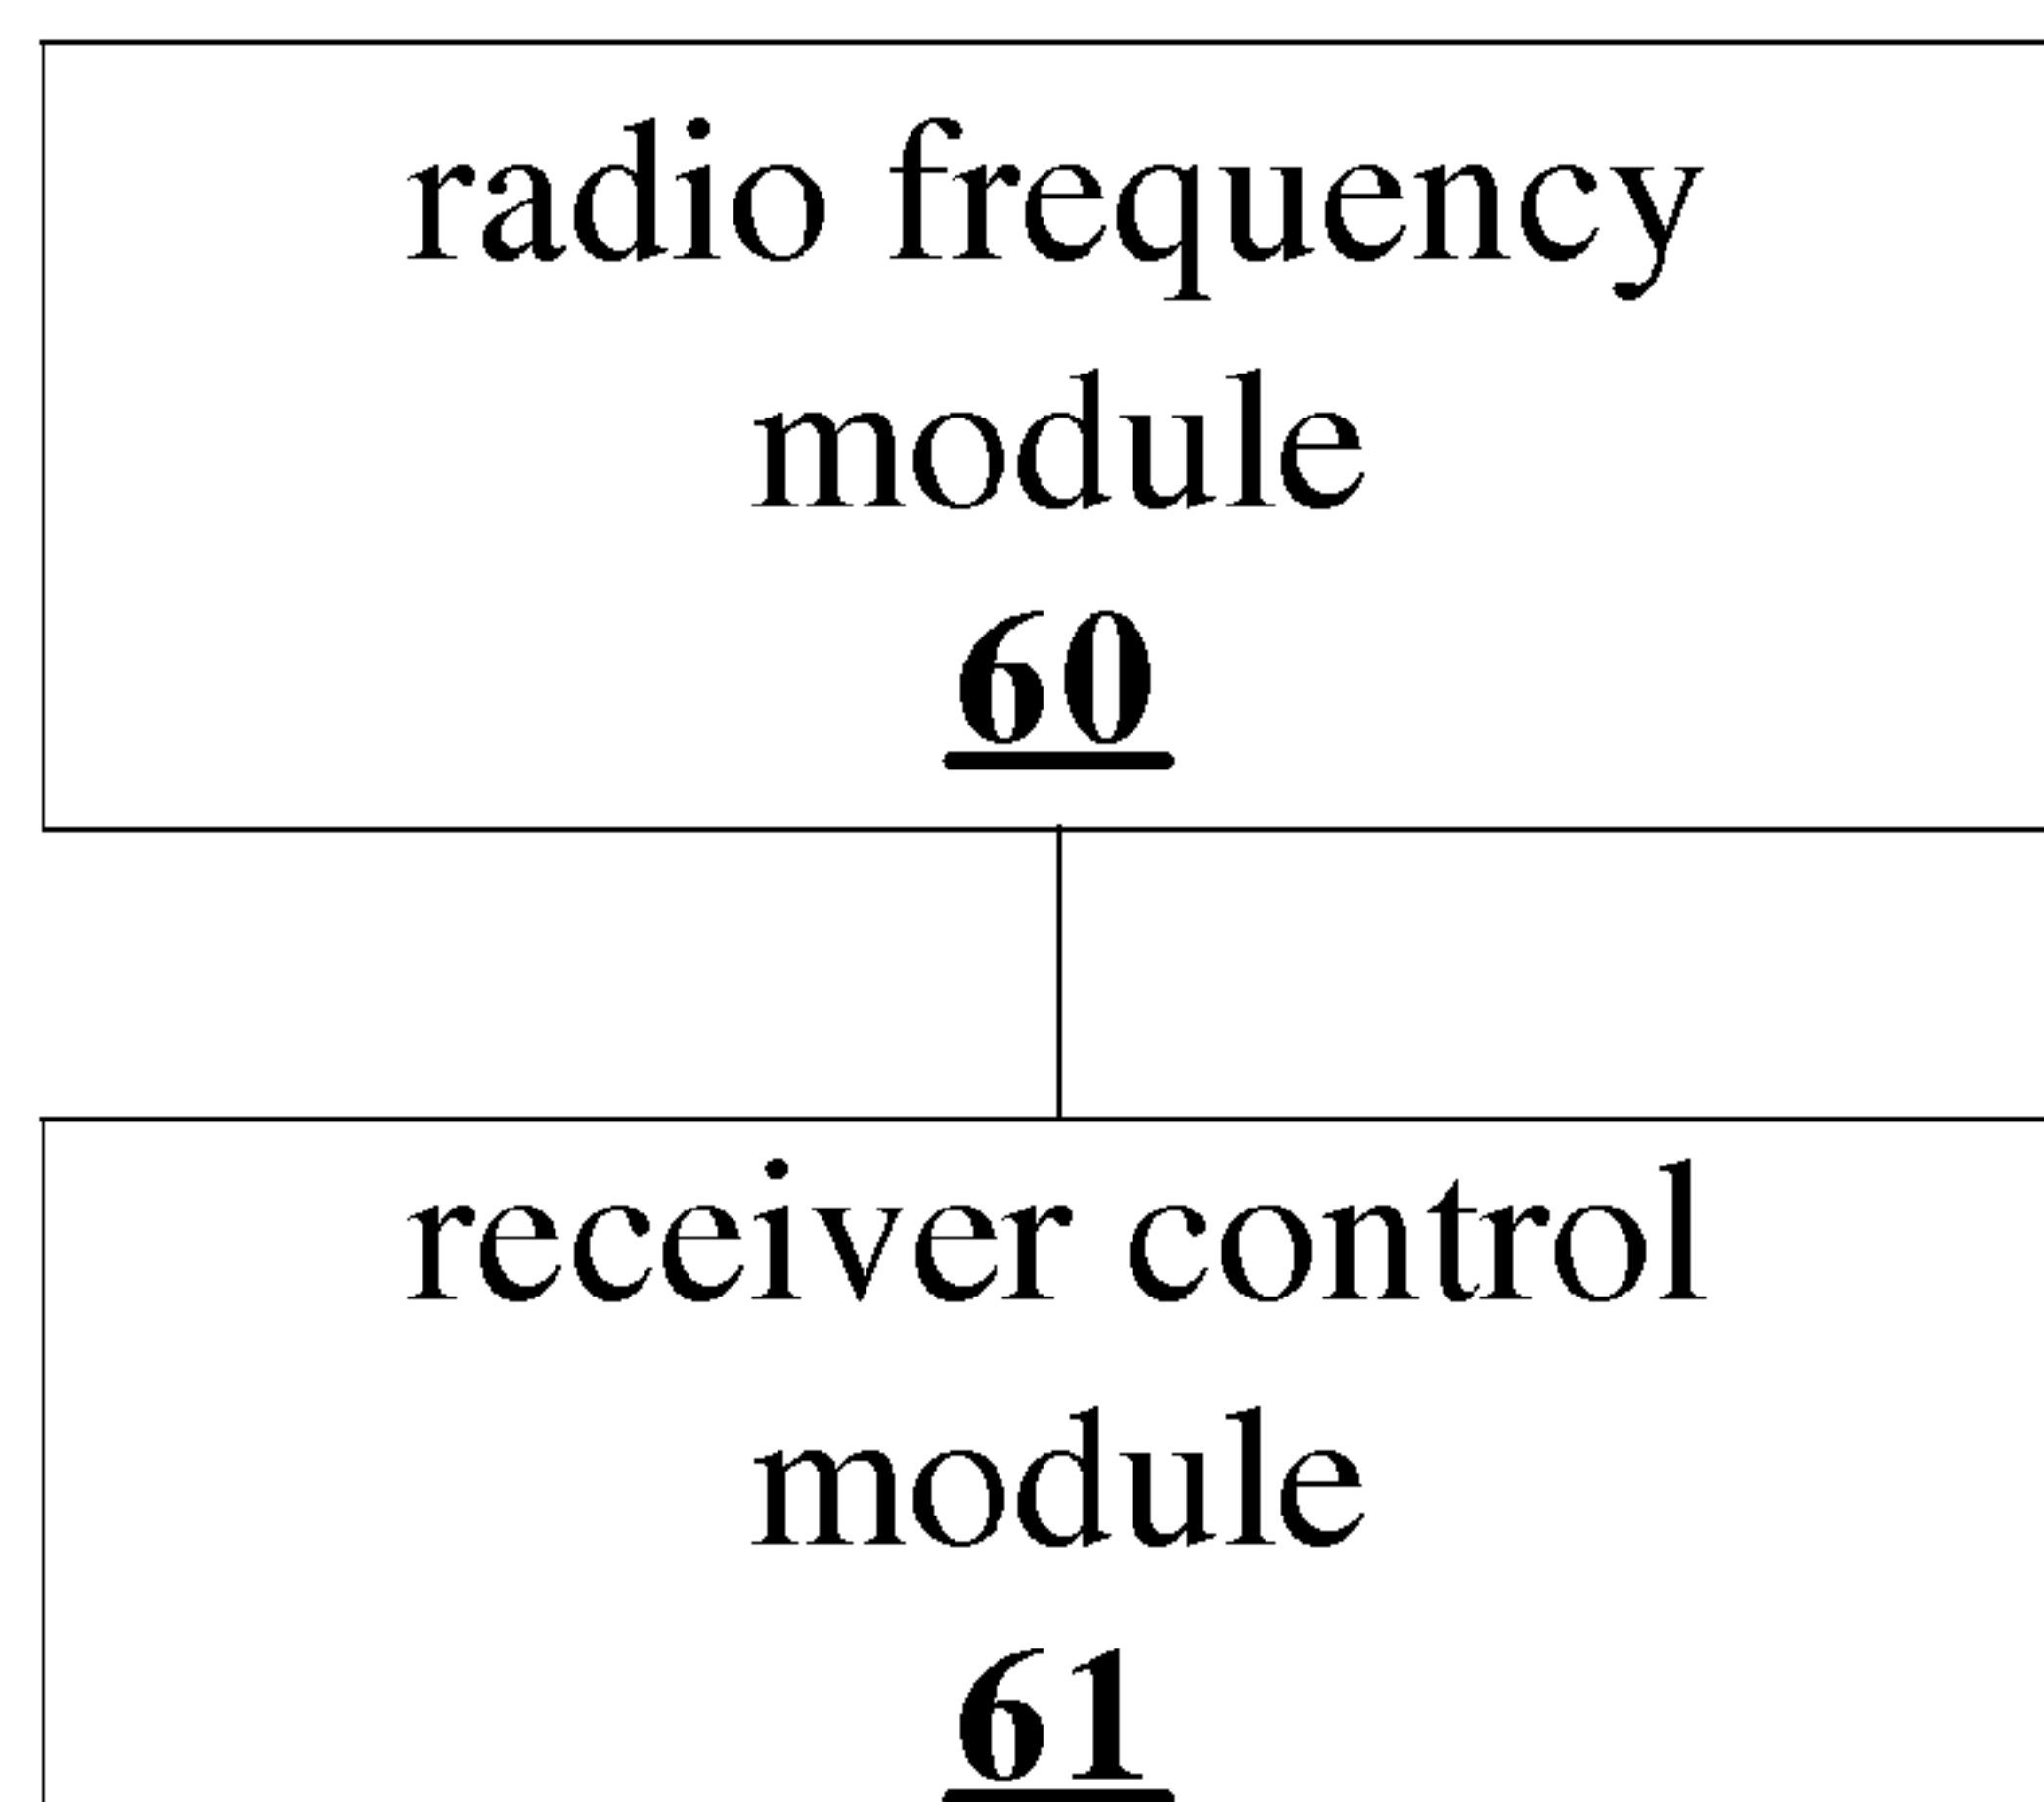 radio frequency
module
60
receiver control
module
61